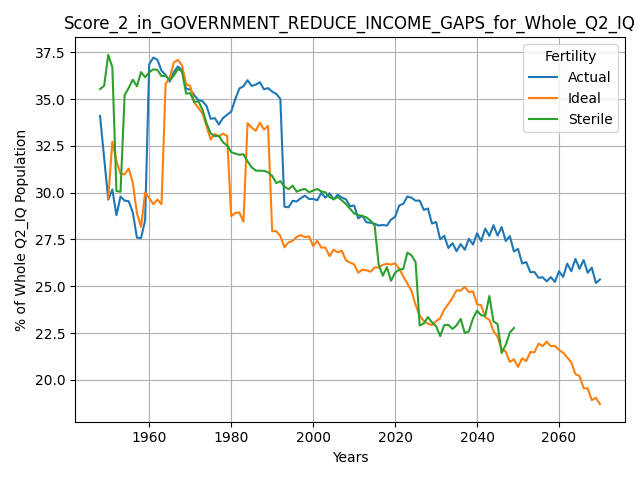 Score_2_in_GOVERNMENT_REDUCE_INCOME_GAPS_for_Whole_Q2_IQ
Fertility
Actual
Ideal
Sterile
% of Whole Q2_IQ Population
37.5
35.0
32.5
30.0
27.5
25.0
22.5
20.0
1960 1980 2000 2020 2040 2060
Years